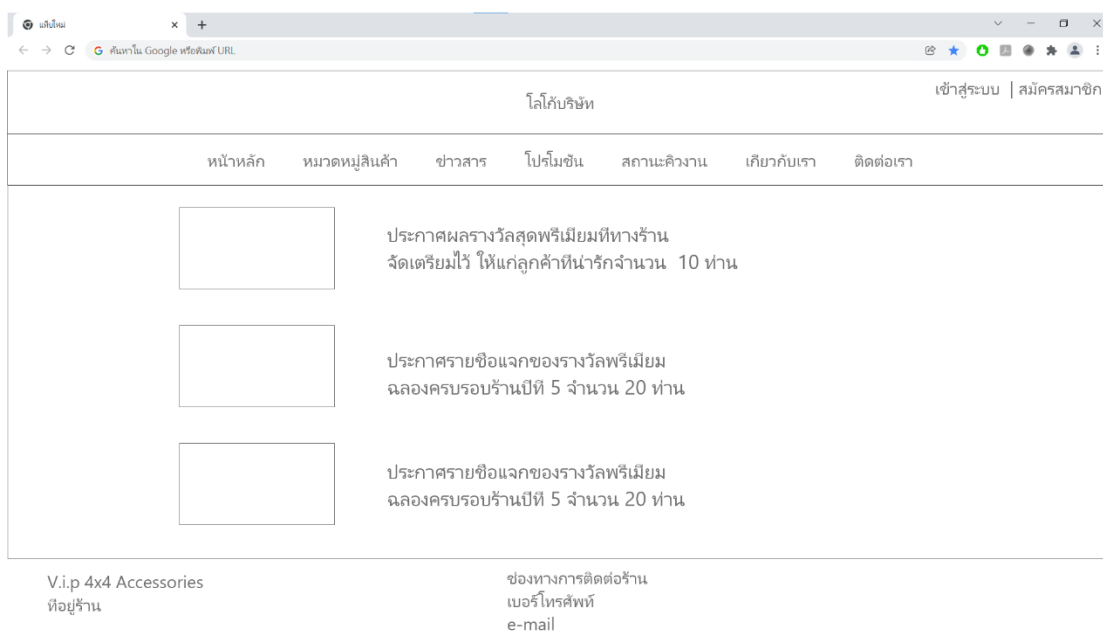 แท็บใหม่
ค้นหาใน Google หรือพิมพ์ URL
เข้าสู่ระบบ | สมัครสมาชิก
โลโก้บริษัท
หน้าหลัก หมวดหมู่สินค้า ข่าวสาร โปรโมชัน สถานะคิวงาน เกี่ยวกับเรา ติดต่อเรา
ประกาศผลรางวัลสุดพรีเมียมที่ทางร้าน
จัดเตรียมไว้ ให้แก่ลูกค้าที่น่ารักจำนวน 10 ท่าน
ประกาศรายชื่อแจกของรางวัลพรีเมียม
ฉลองครบรอบร้านปีที่ 5 จำนวน 20 ท่าน
ประกาศรายชื่อแจกของรางวัลพรีเมียม
ฉลองครบรอบร้านปีที่ 5 จำนวน 20 ท่าน
V.i.p 4x4 Accessories
ที่อยู่ร้าน
ช่องทางการติดต่อร้าน
เบอร์โทรศัพท์
e-mail